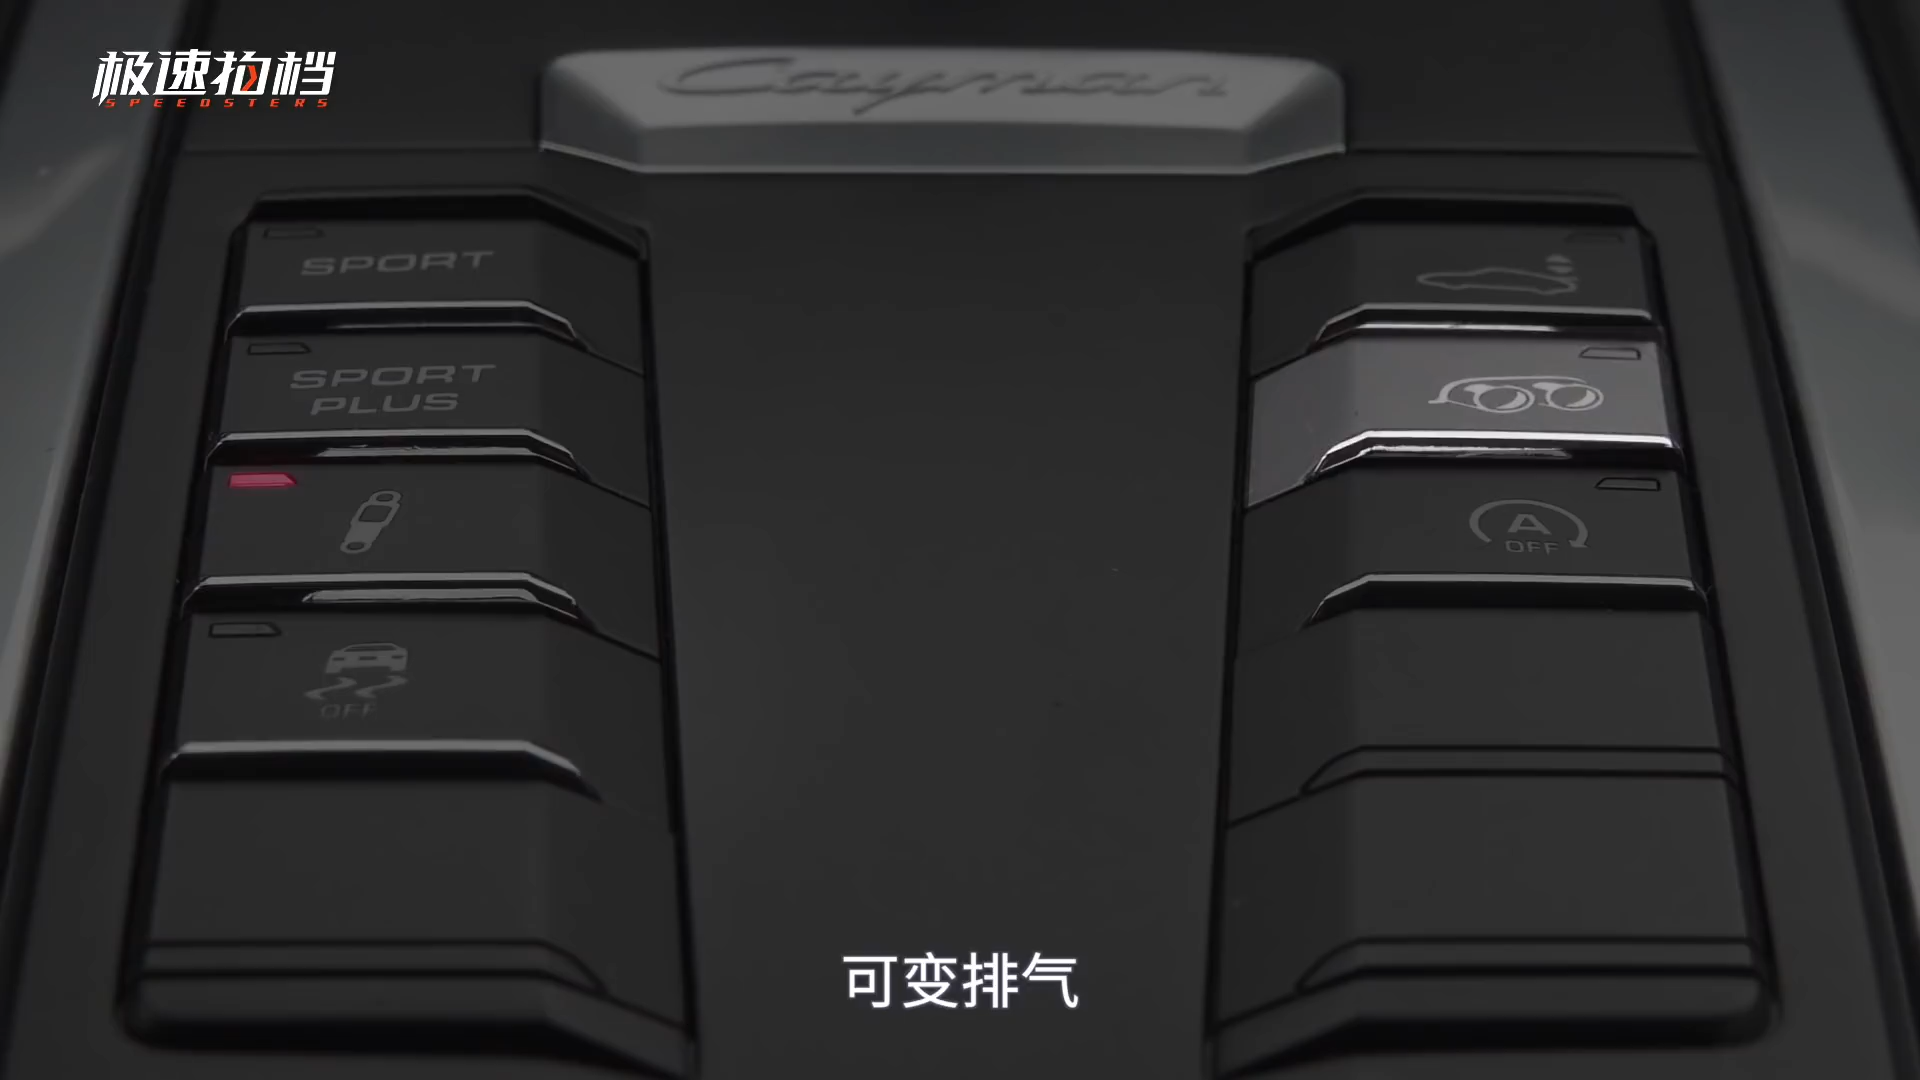 极速拍档
SPEEDSTERS
Cayman
SPORT
SPORT
PLUS
OFF
A
OFF
可变排气